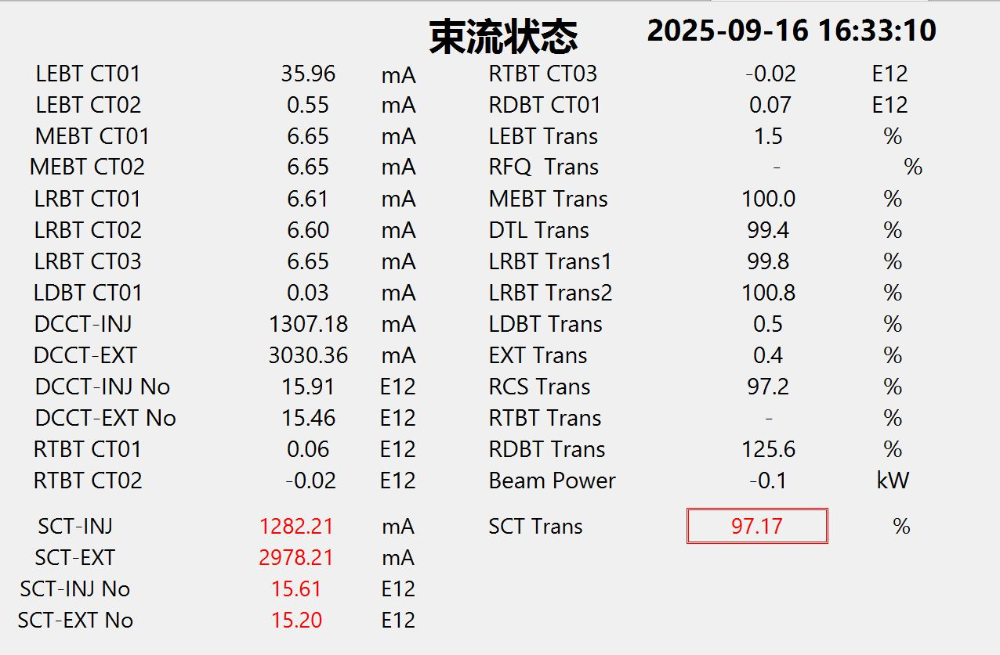 束流状态 2025-09-16 16:33:10
LEBT CT01 35.96 mA RTBT CT03 -0.02 E12
LEBT CT02 0.55 mA RDBT CT01 0.07 E12
MEBT CT01 6.65 mA LEBT Trans 1.5 %
MEBT CT02 6.65 mA RFQ Trans - %
LRBT CT01 6.61 mA MEBT Trans 100.0 %
LRBT CT02 6.60 mA DTL Trans 99.4 %
LRBT CT03 6.65 mA LRBT Trans1 99.8 %
LDBT CT01 0.03 mA LRBT Trans2 100.8 %
DCCT-INJ 1307.18 mA LDBT Trans 0.5 %
DCCT-EXT 3030.36 mA EXT Trans 0.4 %
DCCT-INJ No 15.91 E12 RCS Trans 97.2 %
DCCT-EXT No 15.46 E12 RTBT Trans - %
RTBT CT01 0.06 E12 RDBT Trans 125.6 %
RTBT CT02 -0.02 E12 Beam Power -0.1 kW
SCT-INJ 1282.21 mA SCT Trans 97.17 %
SCT-EXT 2978.21 mA
SCT-INJ No 15.61 E12
SCT-EXT No 15.20 E12